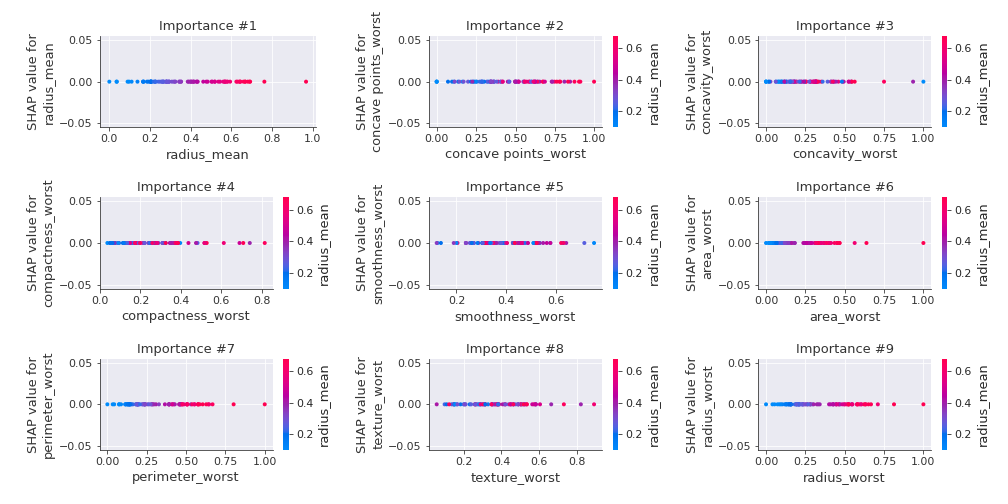 Importance #1
SHAP value for
radius_mean
0.05
0.00
−0.05
0.0 0.2 0.4 0.6 0.8 1.0
radius_mean
Importance #2
SHAP value for
concave points_worst
0.05
0.00
−0.05
0.00 0.25 0.50 0.75 1.00
concave points_worst
0.6
0.4
0.2
radius_mean
Importance #3
SHAP value for
concavity_worst
0.05
0.00
−0.05
0.00 0.25 0.50 0.75 1.00
concavity_worst
0.6
0.4
0.2
radius_mean
Importance #4
SHAP value for
compactness_worst
0.05
0.00
−0.05
0.0 0.2 0.4 0.6 0.8
compactness_worst
0.6
0.4
0.2
radius_mean
Importance #5
SHAP value for
smoothness_worst
0.05
0.00
−0.05
0.2 0.4 0.6
smoothness_worst
0.6
0.4
0.2
radius_mean
Importance #6
SHAP value for
area_worst
0.05
0.00
−0.05
0.00 0.25 0.50 0.75 1.00
area_worst
0.6
0.4
0.2
radius_mean
Importance #7
SHAP value for
perimeter_worst
0.05
0.00
−0.05
0.00 0.25 0.50 0.75 1.00
perimeter_worst
0.6
0.4
0.2
radius_mean
Importance #8
SHAP value for
texture_worst
0.05
0.00
−0.05
0.2 0.4 0.6 0.8
texture_worst
0.6
0.4
0.2
radius_mean
Importance #9
SHAP value for
radius_worst
0.05
0.00
−0.05
0.00 0.25 0.50 0.75 1.00
radius_worst
0.6
0.4
0.2
radius_mean